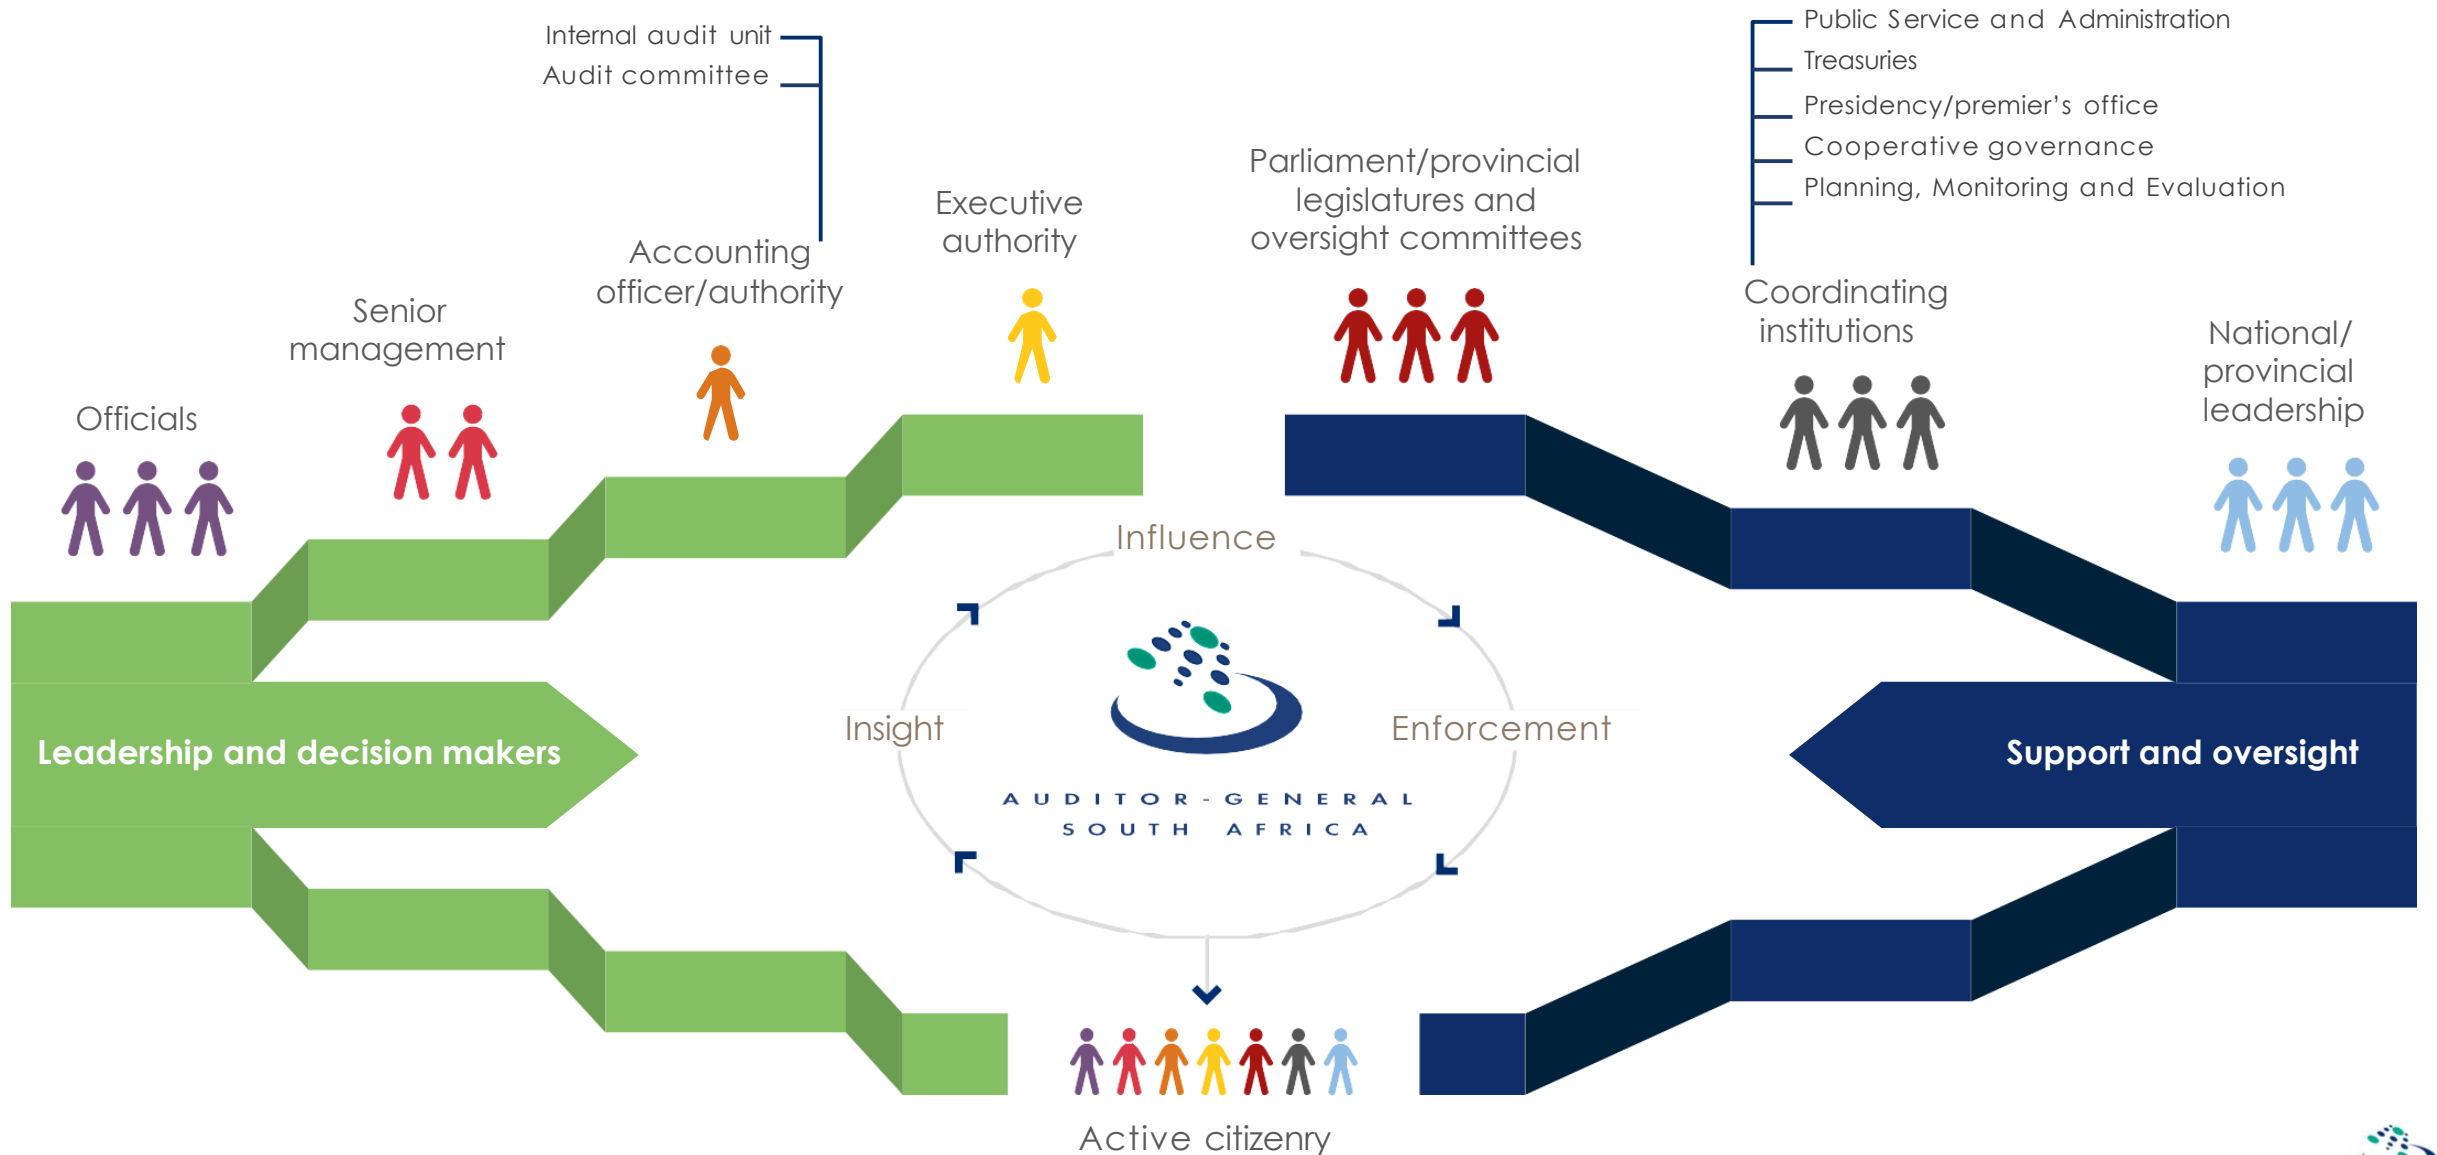 Internal audit unit
Audit committee
Public Service and Administration
Treasuries
Presidency/premier’s office
Cooperative governance
Planning, Monitoring and Evaluation
Officials
Senior
management
Accounting
officer/authority
Executive
authority
Parliament/provincial
legislatures and
oversight committees
Coordinating
institutions
National/
provincial
leadership
Influence
Insight
Enforcement
AUDITOR-GENERAL
SOUTH AFRICA
Leadership and decision makers
Support and oversight
Active citizenry